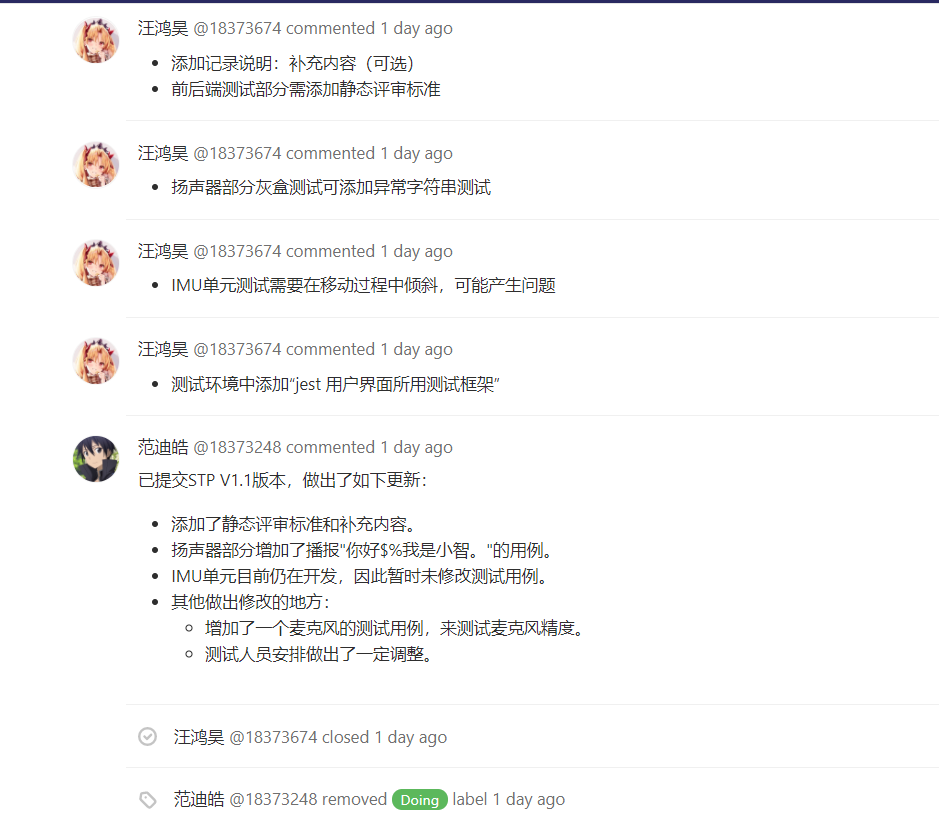 汪鸿昊 @18373674 commented 1 day ago
添加记录说明：补充内容（可选）
前后端测试部分需添加静态评审标准
汪鸿昊 @18373674 commented 1 day ago
扬声器部分灰盒测试可添加异常字符串测试
汪鸿昊 @18373674 commented 1 day ago
IMU单元测试需要在移动过程中倾斜，可能产生问题
汪鸿昊 @18373674 commented 1 day ago
测试环境中添加“jest 用户界面所用测试框架”
范迪皓 @18373248 commented 1 day ago
已提交STP V1.1版本，做出了如下更新：
添加了静态评审标准和补充内容。
扬声器部分增加了播报"你好$%我是小智。"的用例。
IMU单元目前仍在开发，因此暂时未修改测试用例。
其他做出修改的地方：
增加了一个麦克风的测试用例，来测试麦克风精度。
测试人员安排做出了一定调整。
汪鸿昊 @18373674 closed 1 day ago
范迪皓 @18373248 removed Doing label 1 day ago